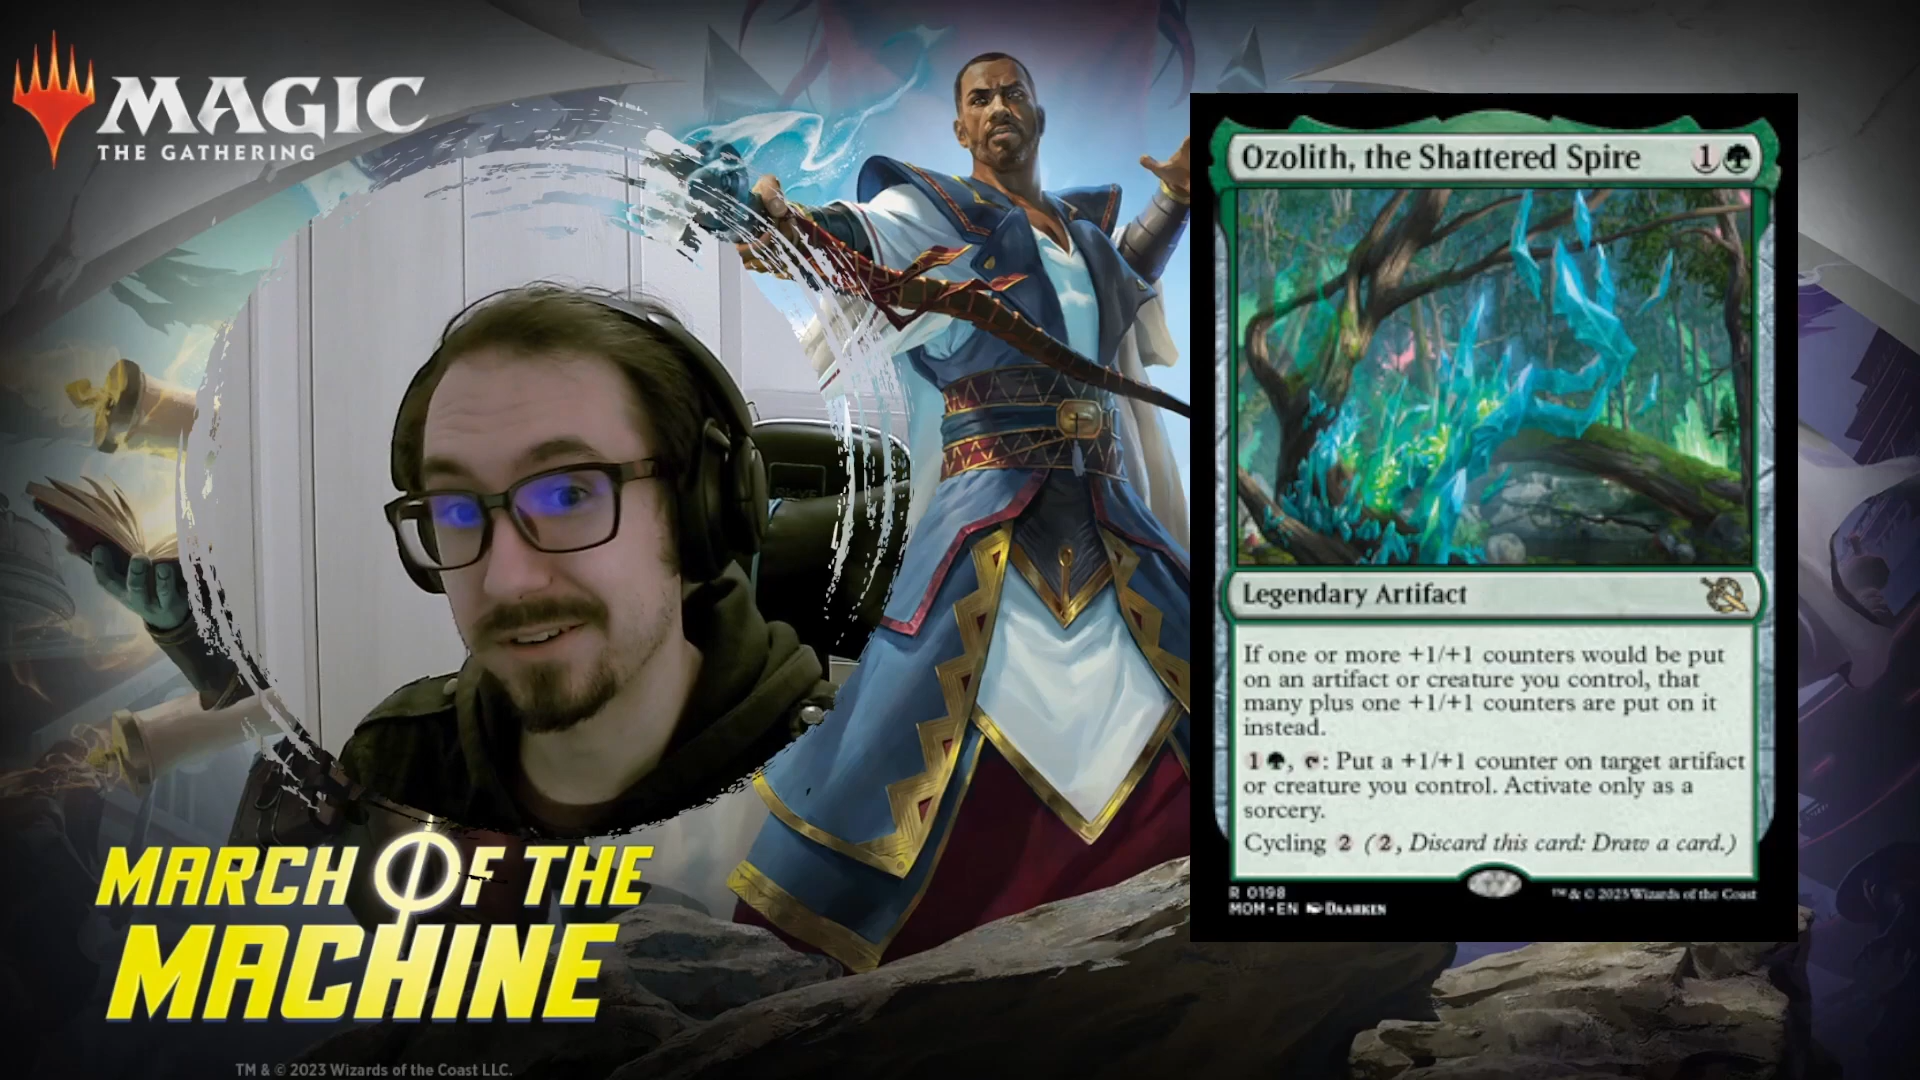 MAGIC
THE GATHERING
Ozolith, the Shattered Spire 1
Legendary Artifact
If one or more +1/+1 counters would be put
on an artifact or creature you control, that
many plus one +1/+1 counters are put on it
instead.
1 , : Put a +1/+1 counter on target artifact
or creature you control. Activate only as a
sorcery.
Cycling 2 (2, Discard this card: Draw a card.)
R 0198
MOM • EN DAARKEN
™ & © 2023 Wizards of the Coast
MARCH OF THE
MACHINE
TM & © 2023 Wizards of the Coast LLC.